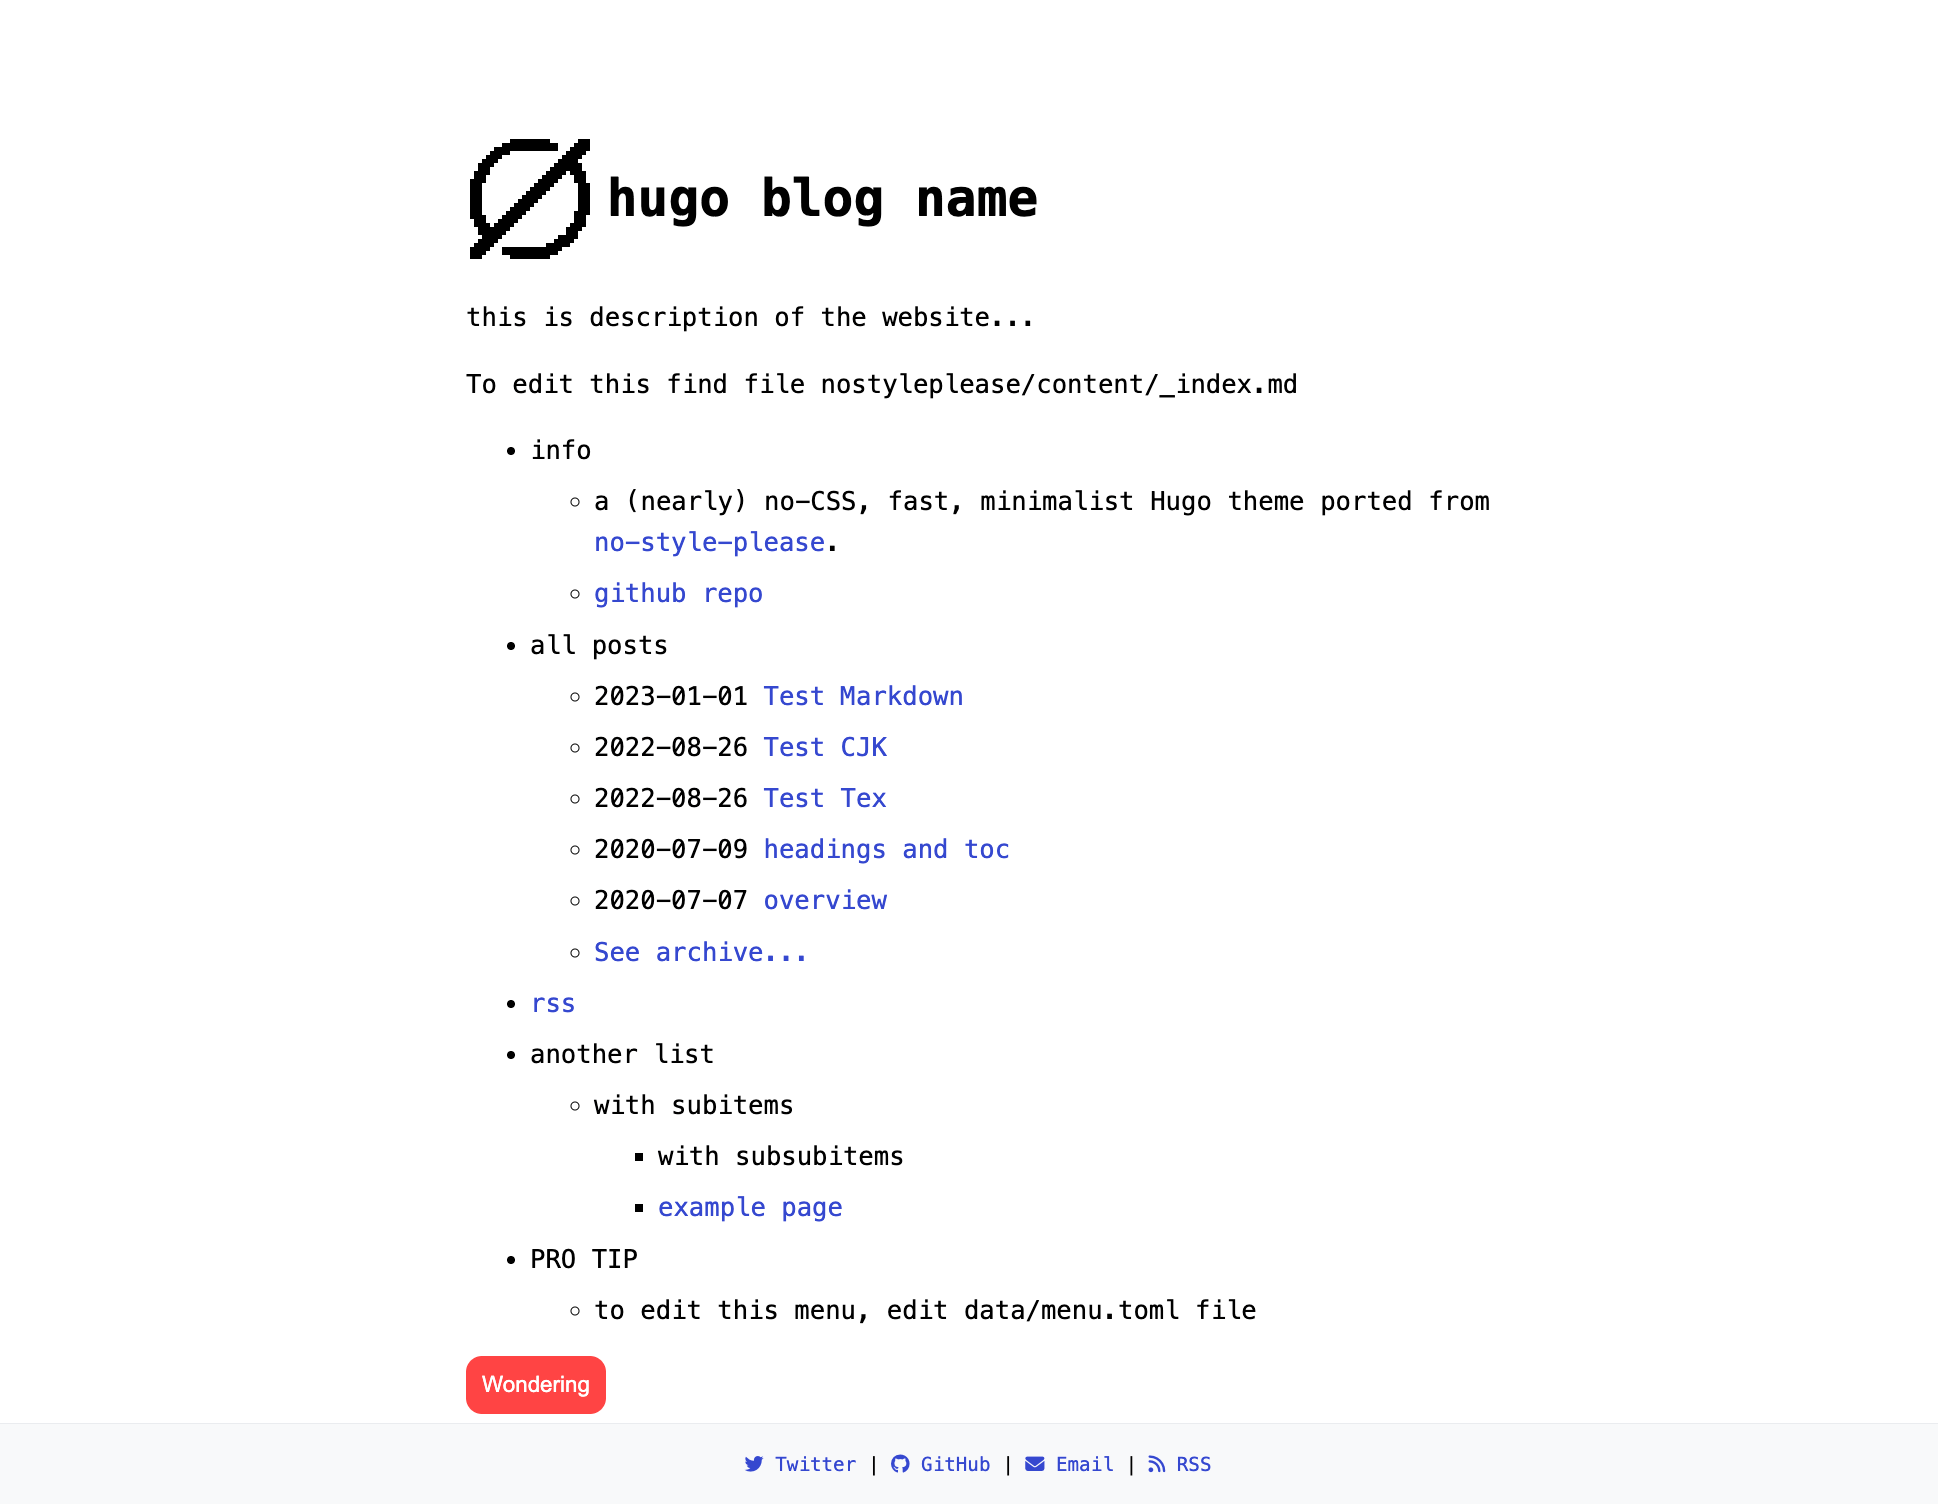 hugo blog name
this is description of the website...
To edit this find file nostyleplease/content/_index.md
info
a (nearly) no-CSS, fast, minimalist Hugo theme ported from
no-style-please.
github repo
all posts
2023-01-01 Test Markdown
2022-08-26 Test CJK
2022-08-26 Test Tex
2020-07-09 headings and toc
2020-07-07 overview
See archive...
rss
another list
with subitems
with subsubitems
example page
PRO TIP
to edit this menu, edit data/menu.toml file
Wondering
Twitter | GitHub | Email | RSS